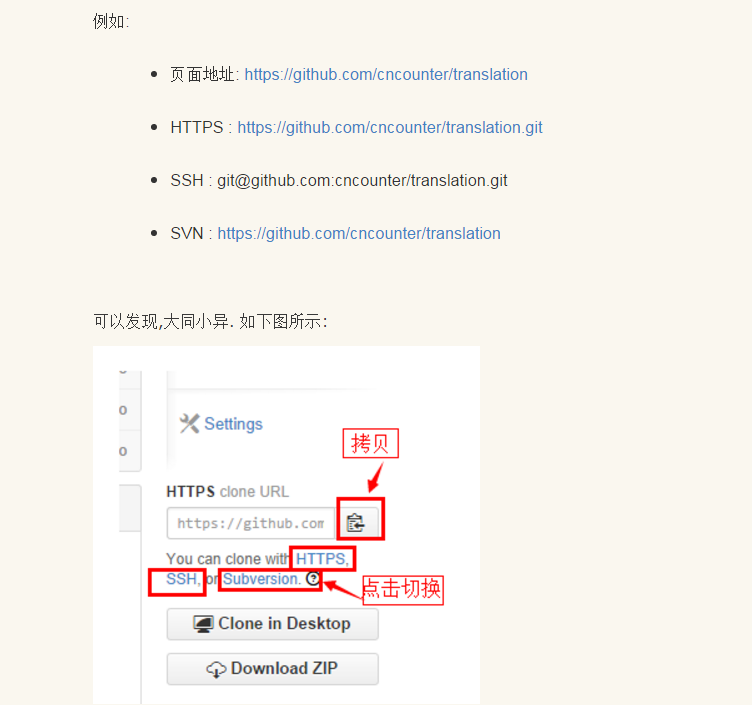 例如:
页面地址: https://github.com/cncounter/translation
HTTPS : https://github.com/cncounter/translation.git
SSH : git@github.com:cncounter/translation.git
SVN : https://github.com/cncounter/translation
可以发现,大同小异. 如下图所示:
Settings
拷贝
HTTPS clone URL
https://github.com
You can clone with HTTPS,
SSH, or Subversion.
点击切换
Clone in Desktop
Download ZIP